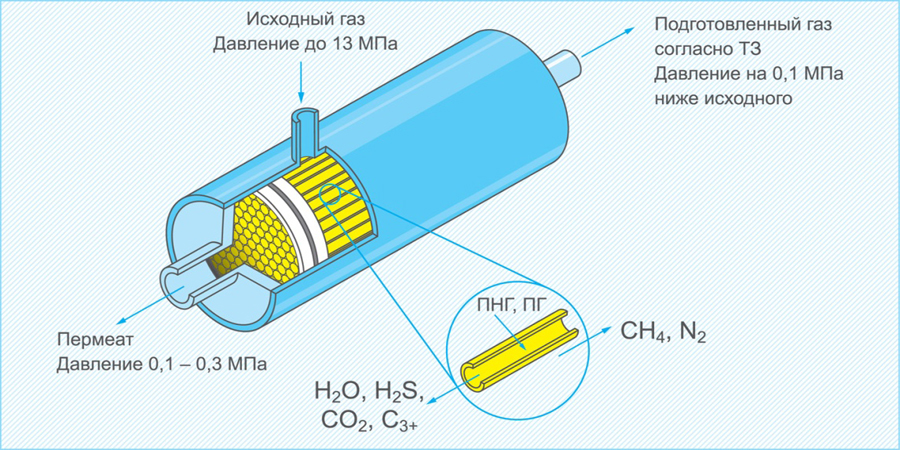 Исходный газ
Давление до 13 МПа
Подготовленный газ
согласно ТЗ
Давление на 0,1 МПа
ниже исходного
ПНГ, ПГ
CH₄, N₂
Пермеат
Давление 0,1 – 0,3 МПа
H₂O, H₂S,
CO₂, C₃₊